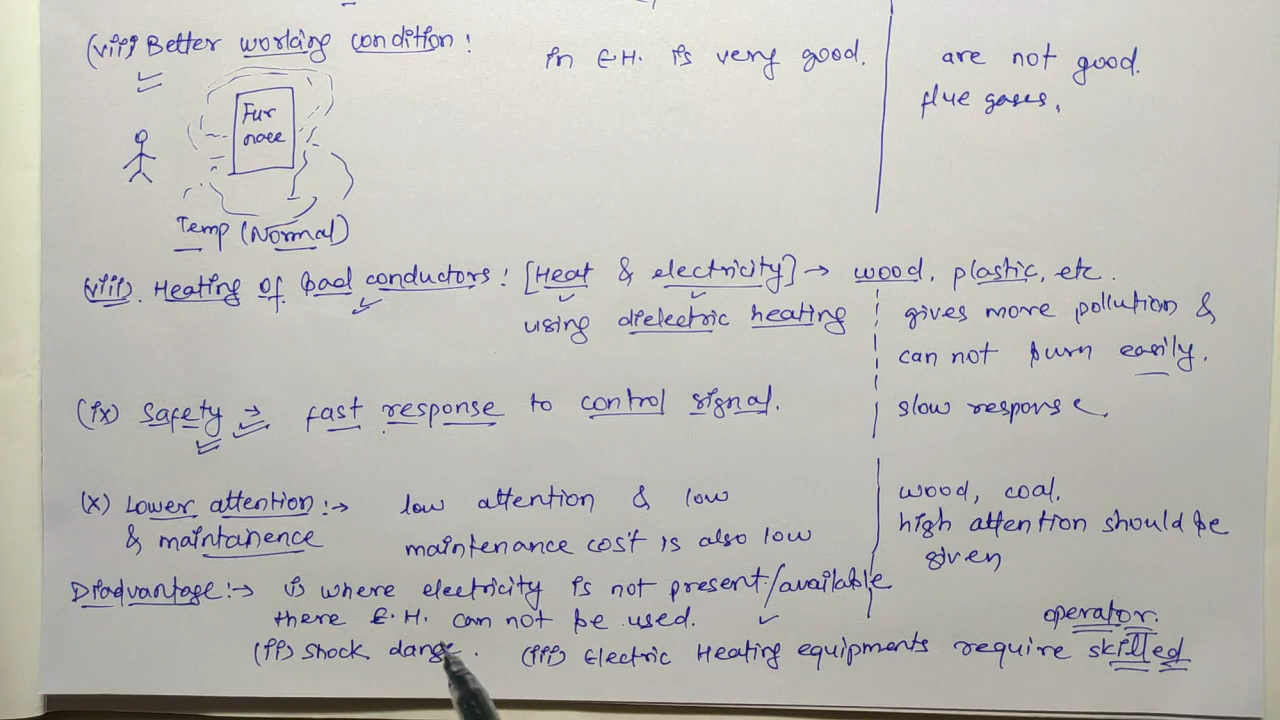 (viii) Better working condition:
in E.H. is very good.
are not good.
flue gases.
Fur
nace
Temp (Normal)
(viii). Heating of bad conductors: [Heat & electricity] → wood, plastic, etc.
using dielectric heating
gives more pollution &
can not burn easily.
(ix) Safety → fast response to control signal.
slow response.
(x) Lower attention:→ low attention & low
& maintanence
maintenance cost is also low
wood, coal.
high attention should be
given
Disadvantage:→ i> where electricity is not present/available
there E.H. can not be used.
(ii) Shock dange. (iii) Electric Heating equipments require skilled
operator.